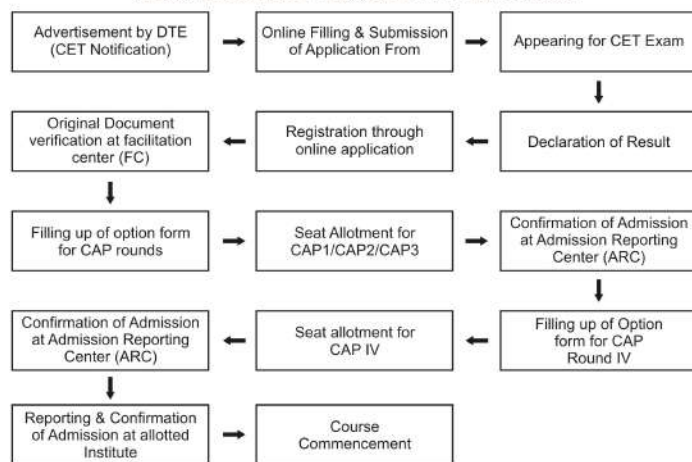 Advertisement by DTE
(CET Notification)
Online Filling & Submission
of Application From
Appearing for CET Exam
Declaration of Result
Registration through
online application
Original Document
verification at facilitation
center (FC)
Filling up of option form
for CAP rounds
Seat Allotment for
CAP1/CAP2/CAP3
Confirmation of Admission
at Admission Reporting
Center (ARC)
Filling up of Option
form for CAP
Round IV
Seat allotment for
CAP IV
Confirmation of Admission
at Admission Reporting
Center (ARC)
Reporting & Confirmation
of Admission at allotted
Institute
Course
Commencement